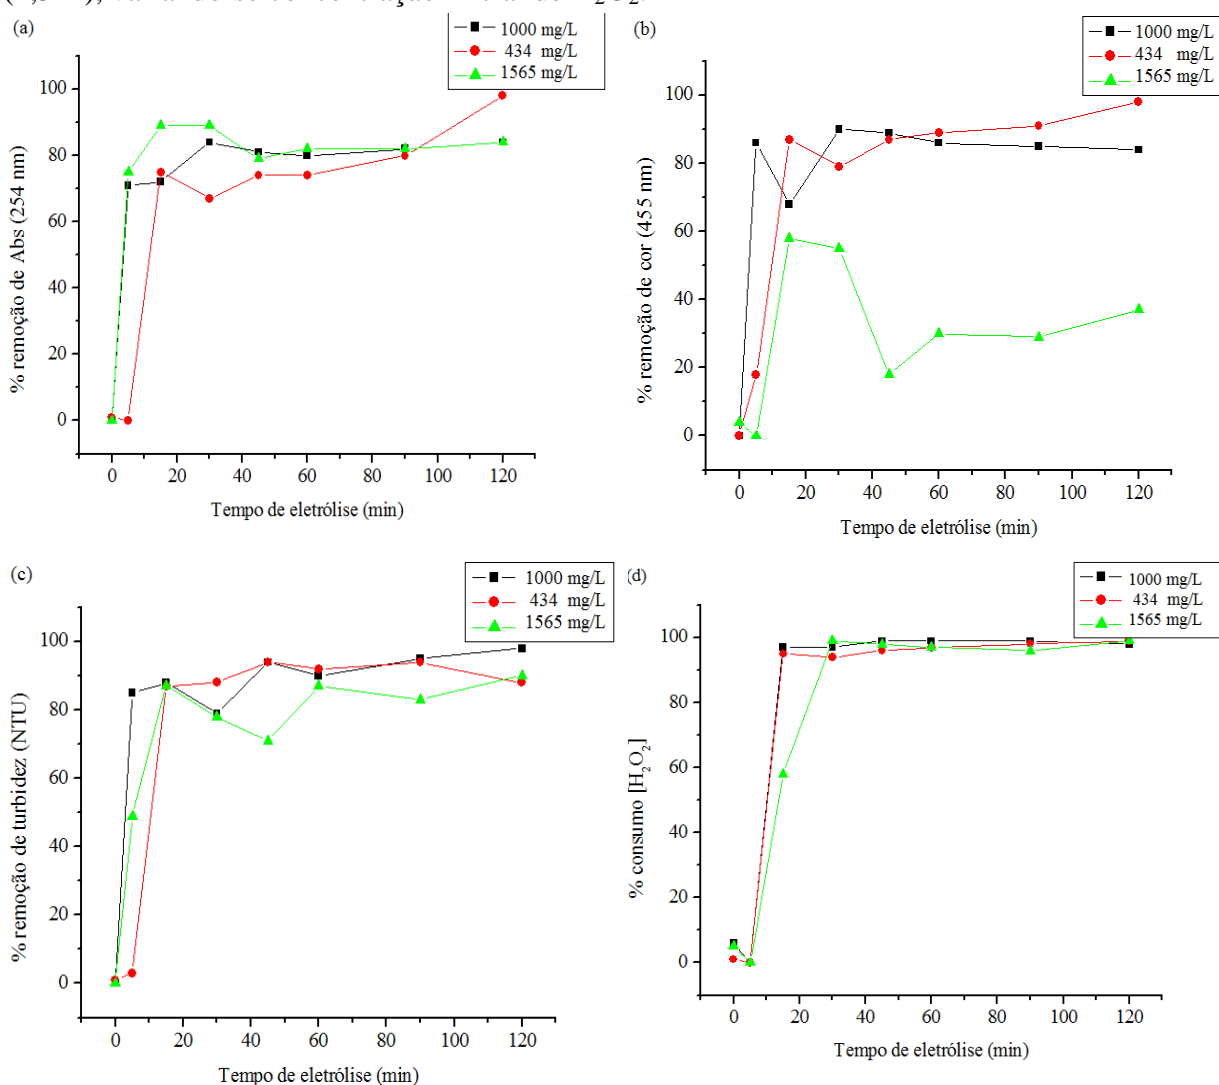 (a)
1000 mg/L
434 mg/L
1565 mg/L
% remoção de Abs (254 nm)
100
80
60
40
20
0
0 20 40 60 80 100 120
Tempo de eletrólise (min)
(b)
1000 mg/L
434 mg/L
1565 mg/L
% remoção de cor (455 nm)
100
80
60
40
20
0
0 20 40 60 80 100 120
Tempo de eletrólise (min)
(c)
1000 mg/L
434 mg/L
1565 mg/L
% remoção de turbidez (NTU)
100
80
60
40
20
0
0 20 40 60 80 100 120
Tempo de eletrólise (min)
(d)
1000 mg/L
434 mg/L
1565 mg/L
% consumo [H₂O₂]
100
80
60
40
20
0
0 20 40 60 80 100 120
Tempo de eletrólise (min)